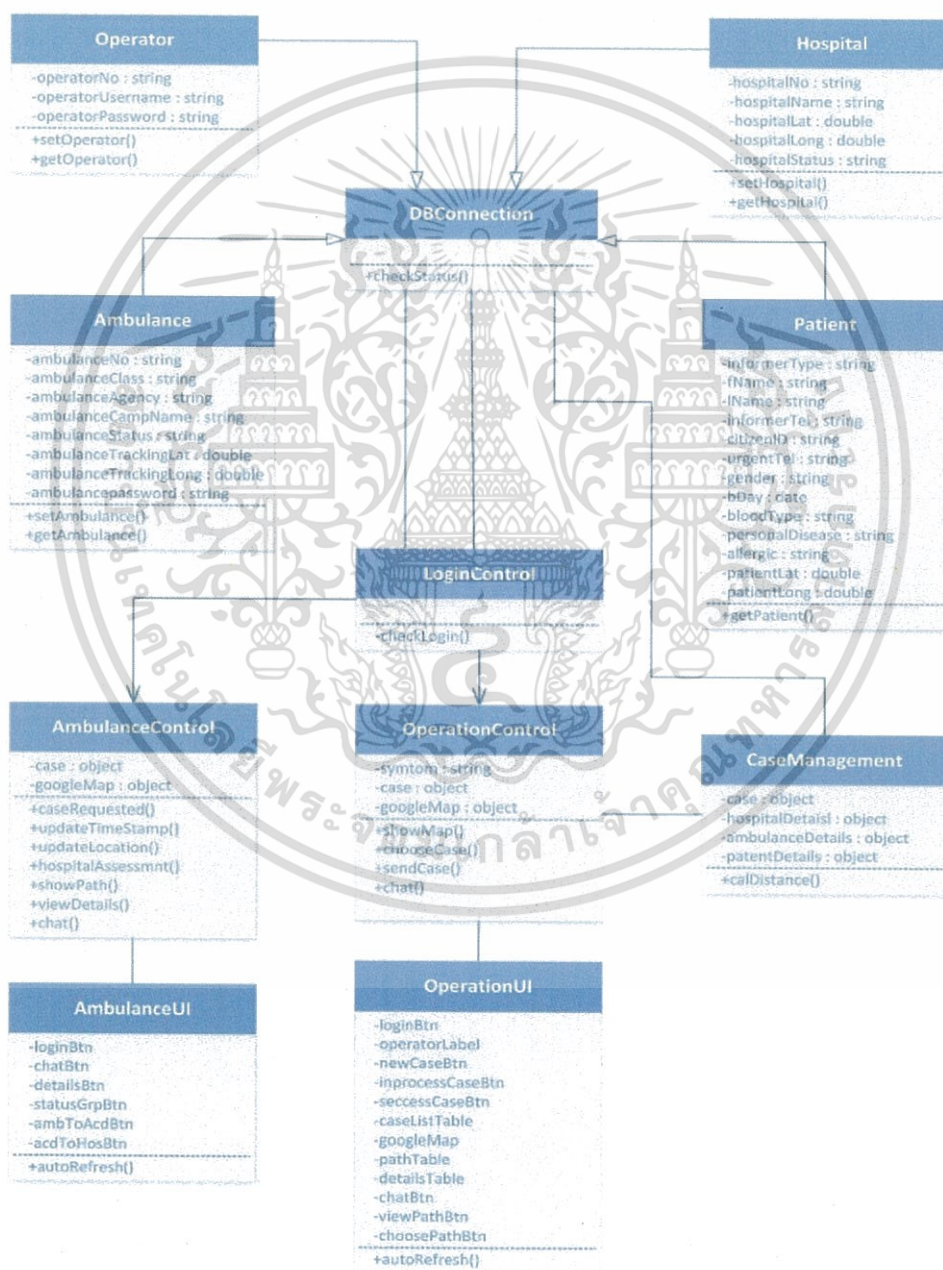 Operator
-operatorNo : string
-operatorUsername : string
-operatorPassword : string
+setOperator()
+getOperator()
Hospital
-hospitalNo : string
-hospitalName : string
-hospitalLat : double
-hospitalLong : double
-hospitalStatus : string
+setHospital()
+getHospital()
DBConnection
+checkStatus()
Ambulance
-ambulanceNo : string
-ambulanceClass : string
-ambulanceAgency : string
-ambulanceCampName : string
-ambulanceStatus : string
-ambulanceTrackingLat : double
-ambulanceTrackingLong : double
-ambulancepassword : string
+setAmbulance()
+getAmbulance()
Patient
-informerType : string
-fName : string
-lName : string
-informerTel : string
-citizenID : string
-urgentTel : string
-gender : string
-bDay : date
-bloodType : string
-personalDisease : string
-allergic : string
-patientLat : double
-patientLong : double
+getPatient()
LoginControl
-checkLogin()
AmbulanceControl
-case : object
-googleMap : object
+caseRequested()
+updateTimeStamp()
+updateLocation()
+hospitalAssessmnt()
+showPath()
+viewDetails()
+chat()
OperationControl
-symtom : string
-case : object
-googleMap : object
+showMap()
+chooseCase()
+sendCase()
+chat()
CaseManagement
-case : object
-hospitalDetaisl : object
-ambulanceDetails : object
-patentDetails : object
+calDistance()
AmbulanceUI
-loginBtn
-chatBtn
-detailsBtn
-statusGrpBtn
-ambToAcdBtn
-acdToHosBtn
+autoRefresh()
OperationUI
-loginBtn
-operatorLabel
-newCaseBtn
-inprocessCaseBtn
-seccessCaseBtn
-caseListTable
-googleMap
-pathTable
-detailsTable
-chatBtn
-viewPathBtn
-choosePathBtn
+autoRefresh()